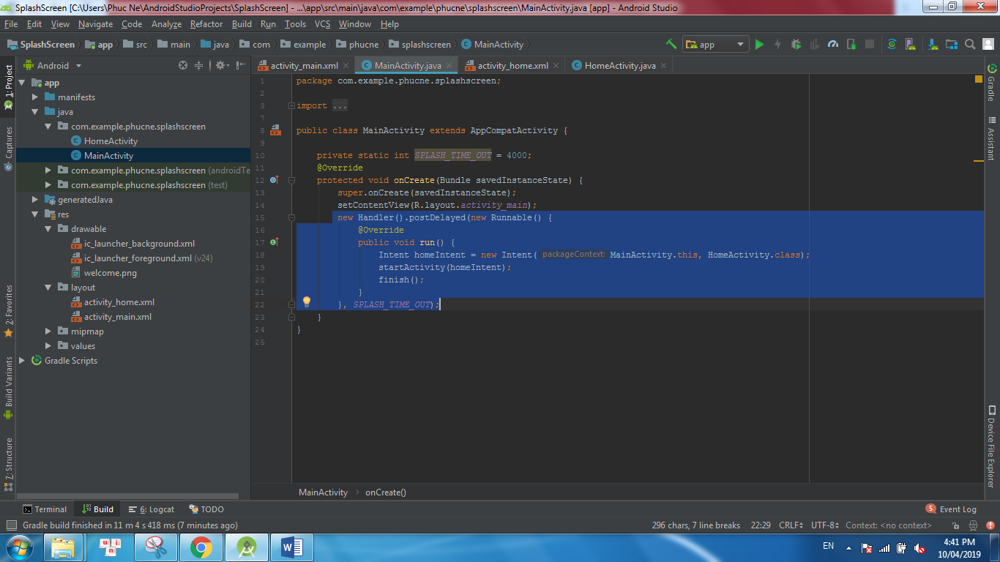 SplashScreen [C:\Users\Phuc Ne\AndroidStudioProjects\SplashScreen] - ...\app\src\main\java\com\example\phucne\splashscreen\MainActivity.java [app] - Android Studio
File Edit View Navigate Code Analyze Refactor Build Run Tools VCS Window Help
SplashScreen app src main java com example phucne splashscreen MainActivity app
Android
activity_main.xml MainActivity.java activity_home.xml HomeActivity.java
1: Project
Captures
2: Favorites
Build Variants
7: Structure
app
manifests
java
com.example.phucne.splashscreen
HomeActivity
MainActivity
com.example.phucne.splashscreen (androidTe
com.example.phucne.splashscreen (test)
generatedJava
res
drawable
ic_launcher_background.xml
ic_launcher_foreground.xml (v24)
welcome.png
layout
activity_home.xml
activity_main.xml
mipmap
values
Gradle Scripts
1 package com.example.phucne.splashscreen;
2
3 import ...
7
8 public class MainActivity extends AppCompatActivity {
9
10 private static int SPLASH_TIME_OUT = 4000;
11 @Override
12 protected void onCreate(Bundle savedInstanceState) {
13 super.onCreate(savedInstanceState);
14 setContentView(R.layout.activity_main);
15 new Handler().postDelayed(new Runnable() {
16 @Override
17 public void run() {
18 Intent homeIntent = new Intent( packageContext: MainActivity.this, HomeActivity.class);
19 startActivity(homeIntent);
20 finish();
21 }
22 }, SPLASH_TIME_OUT);
23 }
24 }
25
Gradle
Assistant
Device File Explorer
MainActivity onCreate()
Terminal Build 6: Logcat TODO 5 Event Log
Gradle build finished in 11 m 4 s 418 ms (7 minutes ago) 296 chars, 7 line breaks 22:29 CRLF UTF-8 Context: <no context>
EN 4:41 PM
10/04/2019